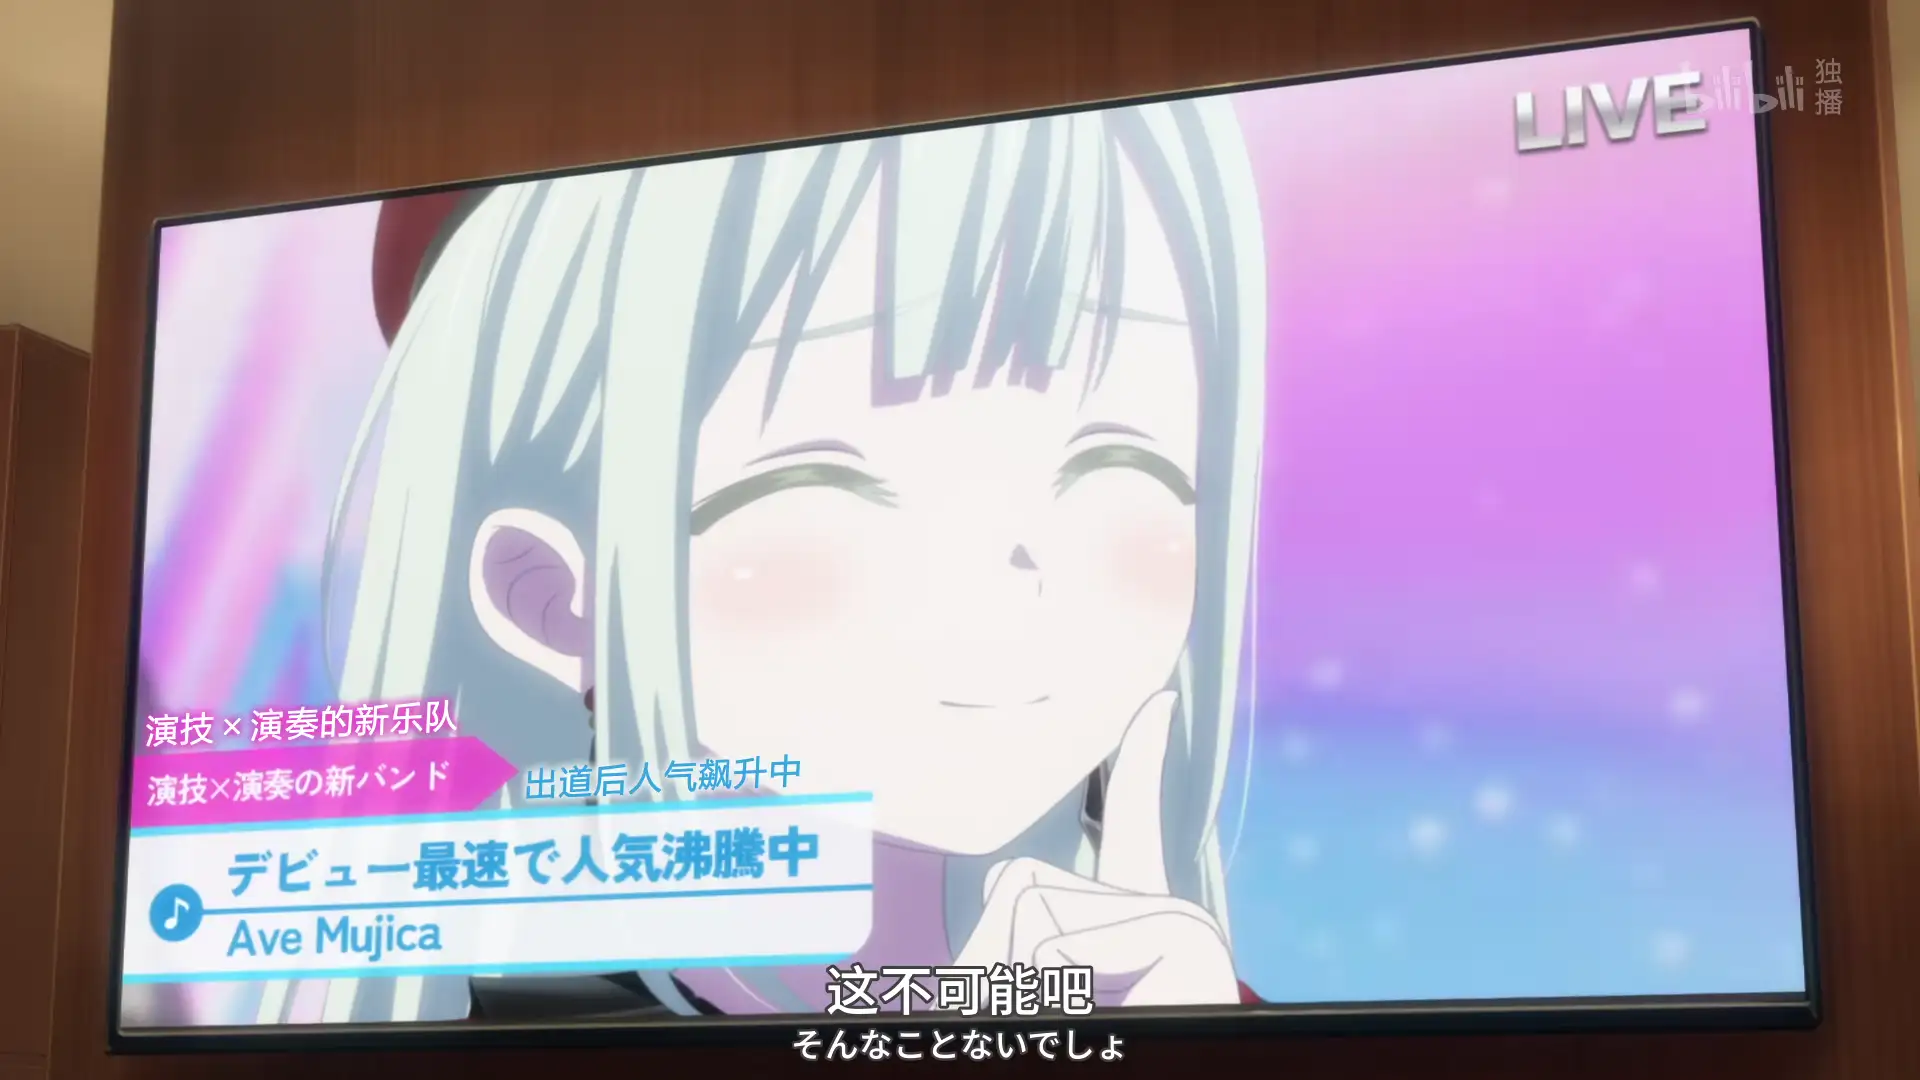 LIVE
bilibili 独播
演技×演奏的新乐队
演技×演奏の新バンド
出道后人气飙升中
デビュー最速で人気沸騰中
Ave Mujica
这不可能吧
そんなことないでしょ